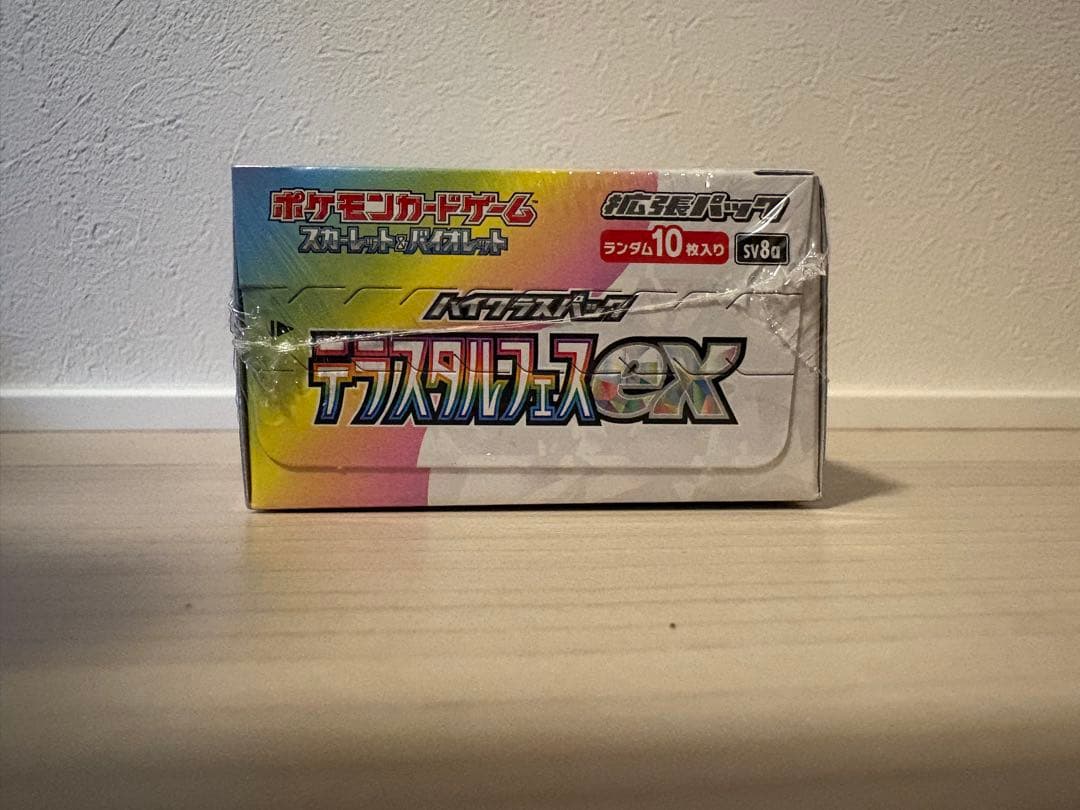 ポケモンカードゲーム™
スカーレット&バイオレット
拡張パック
ランダム10枚入り
sv8a
ハイクラスパック
テラスタルフェスex